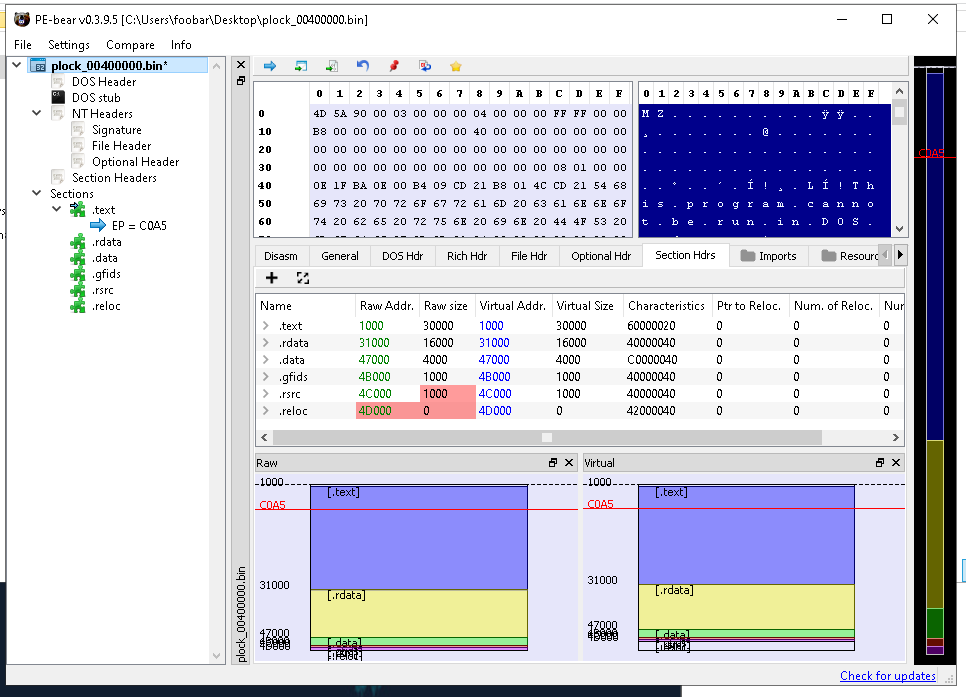 PE-bear v0.3.9.5 [C:\Users\foobar\Desktop\plock_00400000.bin]
File Settings Compare Info
plock_00400000.bin*
DOS Header
DOS stub
NT Headers
Signature
File Header
Optional Header
Section Headers
Sections
.text
EP = C0A5
.rdata
.data
.gfids
.rsrc
.reloc
plock_00400000.bin
0 1 2 3 4 5 6 7 8 9 A B C D E F
0 4D 5A 90 00 03 00 00 00 04 00 00 00 FF FF 00 00
10 B8 00 00 00 00 00 00 00 40 00 00 00 00 00 00 00
20 00 00 00 00 00 00 00 00 00 00 00 00 00 00 00 00
30 00 00 00 00 00 00 00 00 00 00 00 00 08 01 00 00
40 0E 1F BA 0E 00 B4 09 CD 21 B8 01 4C CD 21 54 68
50 69 73 20 70 72 6F 67 72 61 6D 20 63 61 6E 6E 6F
60 74 20 62 65 20 72 75 6E 20 69 6E 20 44 4F 53 20
0 1 2 3 4 5 6 7 8 9 A B C D E F
M Z . . . . . . . . . . ÿ ÿ . .
¸ . . . . . . . @ . . . . . . .
. . . . . . . . . . . . . . . .
. . . . . . . . . . . . . . . .
. . º . . ´ . Í ! ¸ . L Í ! T h
i s . p r o g r a m . c a n n o
t . b e . r u n . i n . D O S .
Disasm General DOS Hdr Rich Hdr File Hdr Optional Hdr Section Hdrs Imports Resourc
Name Raw Addr. Raw size Virtual Addr. Virtual Size Characteristics Ptr to Reloc. Num. of Reloc. Nur
.text 1000 30000 1000 30000 60000020 0 0 0
.rdata 31000 16000 31000 16000 40000040 0 0 0
.data 47000 4000 47000 4000 C0000040 0 0 0
.gfids 4B000 1000 4B000 1000 40000040 0 0 0
.rsrc 4C000 1000 4C000 1000 40000040 0 0 0
.reloc 4D000 0 4D000 0 42000040 0 0 0
Raw
1000
[.text]
C0A5
31000
[.rdata]
47000
[.data]
4D000
[.reloc]
Virtual
1000
[.text]
C0A5
31000
[.rdata]
47000
[.data]
4D000
[.reloc]
C0A5
Check for updates